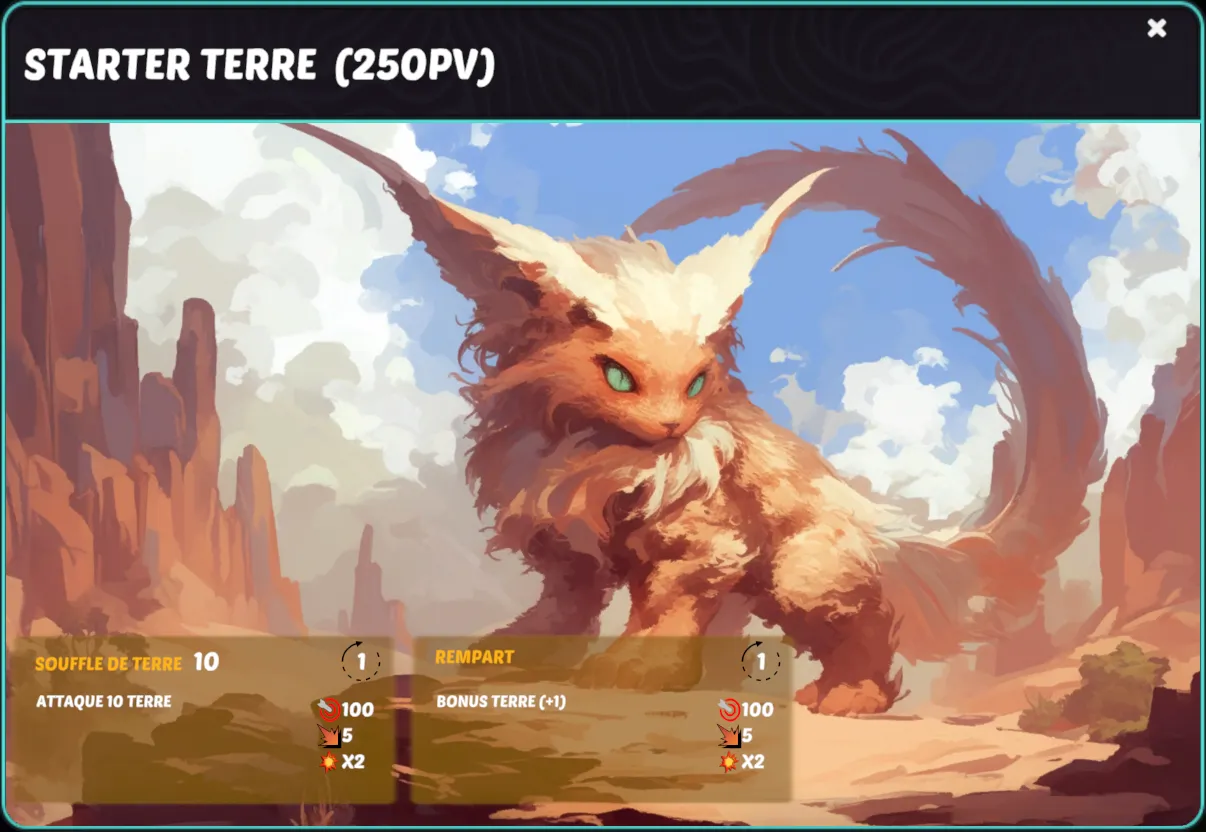 STARTER TERRE (250PV)
SOUFFLE DE TERRE 10
1
ATTAQUE 10 TERRE
100
5
X2
REMPART
1
BONUS TERRE (+1)
100
5
X2